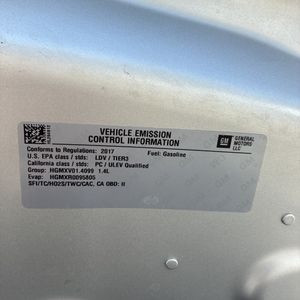 VEHICLE EMISSION
CONTROL INFORMATION
GM
GENERAL
MOTORS
LLC
Conforms to Regulations: 2017 Fuel: Gasoline
U.S. EPA class / stds: LDV / TIER3
California class / stds: PC / ULEV Qualified
Group: HGMXV01.4099 1.4L
Evap: HGMXR0095805
SFI/TC/HO2S/TWC/CAC, CA OBD: II